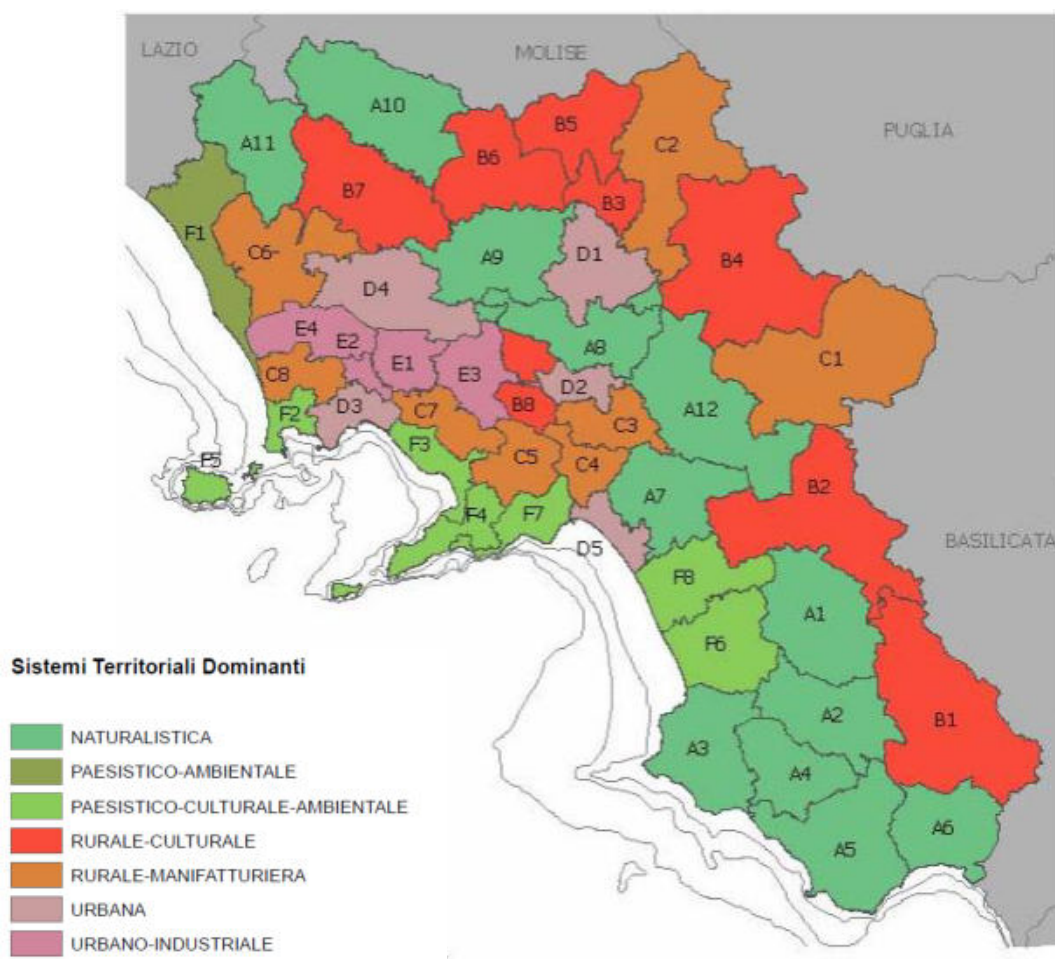 LAZIO
MOLISE
PUGLIA
BASILICATA
A10
A11
B5
B6
C2
B7
B3
F1
C6-
A9
D1
B4
D4
E4
E2
E1
E3
A8
C1
C8
D2
A12
F2
D3
C7
B8
C3
F3
C5
C4
F5
B2
F4
F7
A7
D5
F8
A1
F6
A2
B1
A3
A4
A5
A6
Sistemi Territoriali Dominanti
NATURALISTICA
PAESISTICO-AMBIENTALE
PAESISTICO-CULTURALE-AMBIENTALE
RURALE-CULTURALE
RURALE-MANIFATTURIERA
URBANA
URBANO-INDUSTRIALE